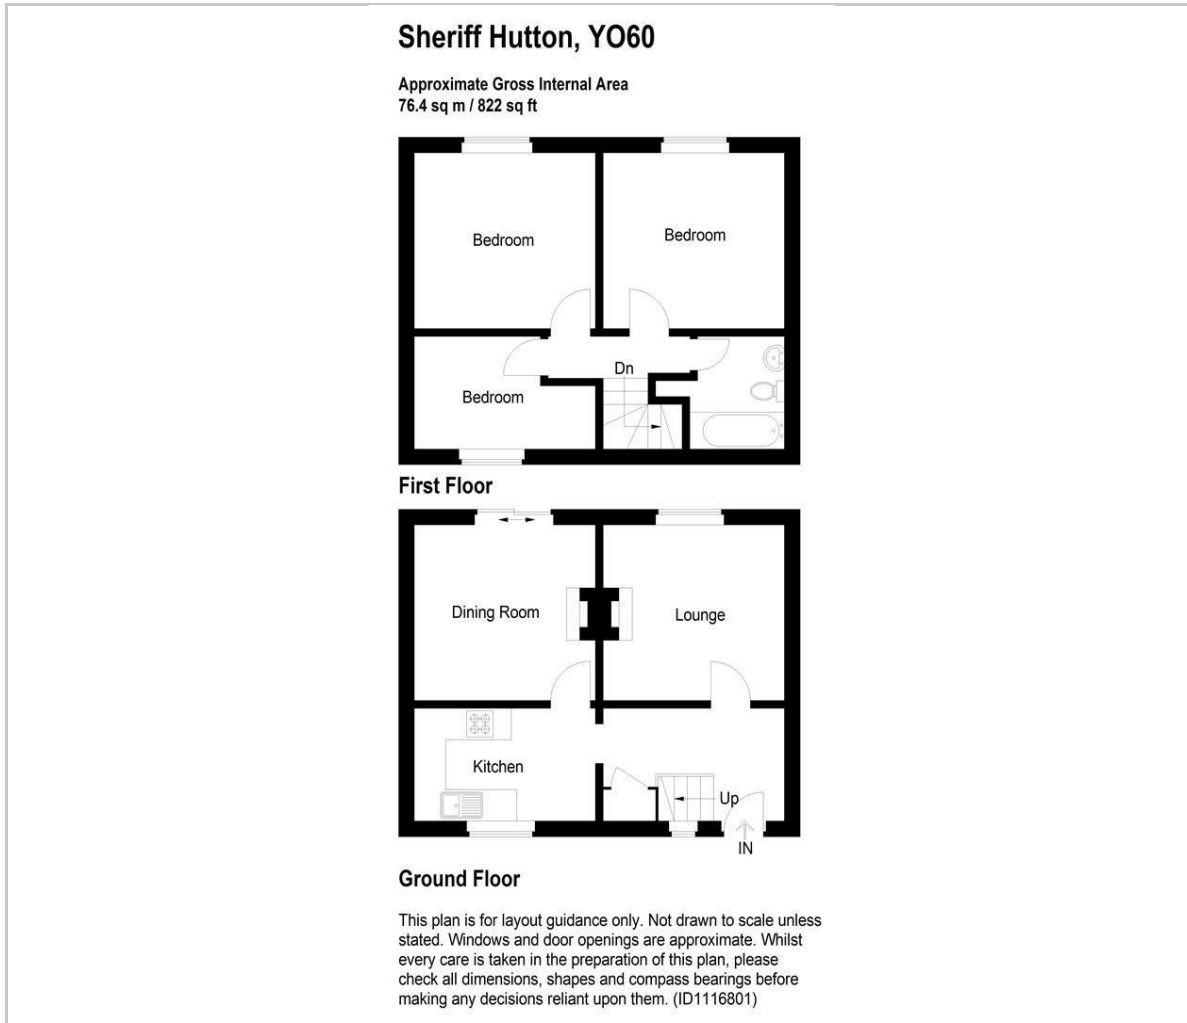 Sheriff Hutton, YO60
Approximate Gross Internal Area
76.4 sq m / 822 sq ft
Bedroom
Bedroom
Dn
Bedroom
First Floor
Dining Room
Lounge
Kitchen
Up
IN
Ground Floor
This plan is for layout guidance only. Not drawn to scale unless
stated. Windows and door openings are approximate. Whilst
every care is taken in the preparation of this plan, please
check all dimensions, shapes and compass bearings before
making any decisions reliant upon them. (ID1116801)